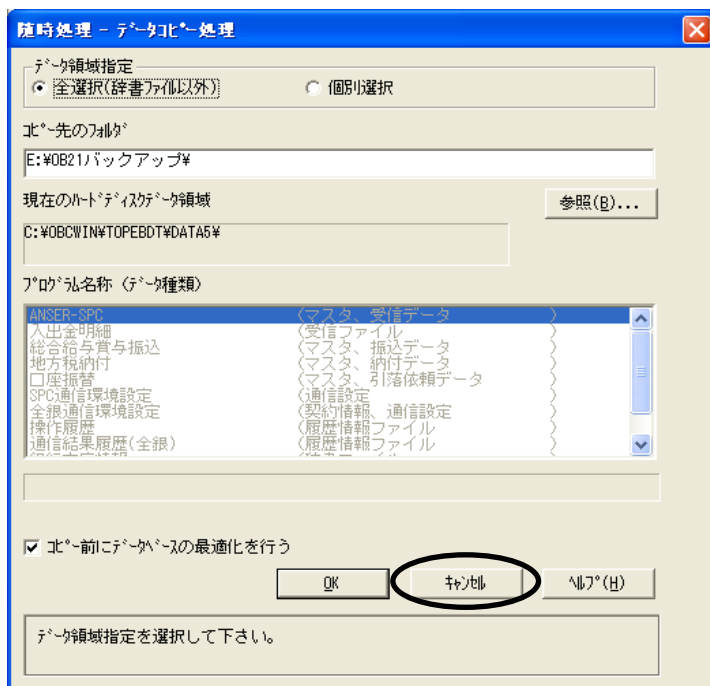 随時処理 - ﾃﾞｰﾀｺﾋﾟｰ処理
ﾃﾞｰﾀ領域指定
全選択(辞書ﾌｧｲﾙ以外) 個別選択
ｺﾋﾟｰ先のﾌｫﾙﾀﾞ
E:¥OB21バックアップ¥
現在のﾊｰﾄﾞﾃﾞｨｽｸﾃﾞｰﾀ領域 参照(B)...
C:¥OBCWIN¥TOPEBDT¥DATA5¥
ﾌﾟﾛｸﾞﾗﾑ名称 (ﾃﾞｰﾀ種類)
ANSER-SPC (マスタ、受信データ )
入出金明細 (受信ファイル )
総合給与賞与振込 (マスタ、振込データ )
地方税納付 (マスタ、納付データ )
口座振替 (マスタ、引落依頼データ )
SPC通信環境設定 (通信設定 )
全銀通信環境設定 (契約情報、通信設定 )
操作履歴 (履歴情報ファイル )
通信結果履歴(全銀) (履歴情報ファイル )
ｺﾋﾟｰ前にﾃﾞｰﾀﾍﾞｰｽの最適化を行う
OK ｷｬﾝｾﾙ ﾍﾙﾌﾟ(H)
ﾃﾞｰﾀ領域指定を選択して下さい。